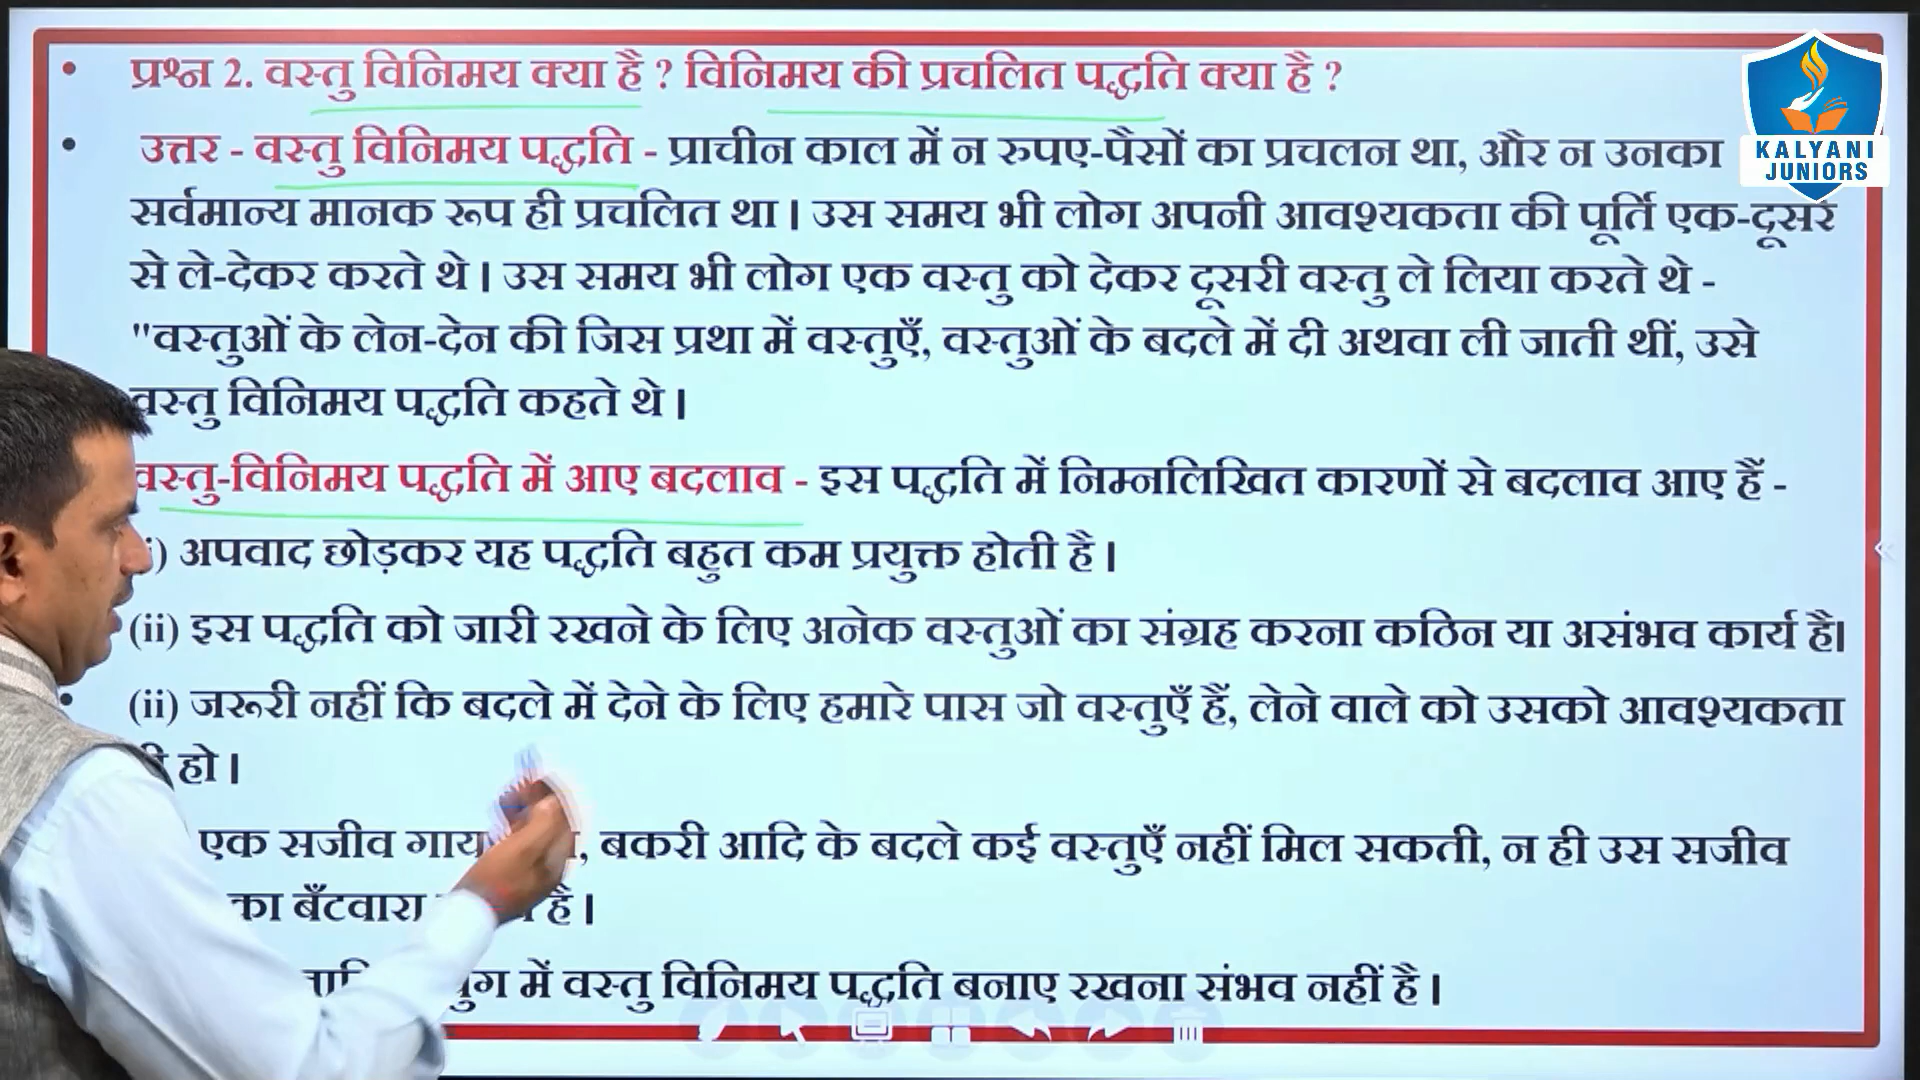 प्रश्न 2. वस्तु विनिमय क्या है ? विनिमय की प्रचलित पद्धति क्या है ?
उत्तर - वस्तु विनिमय पद्धति - प्राचीन काल में न रुपए-पैसों का प्रचलन था, और न उनका
सर्वमान्य मानक रूप ही प्रचलित था। उस समय भी लोग अपनी आवश्यकता की पूर्ति एक-दूसरे
से ले-देकर करते थे। उस समय भी लोग एक वस्तु को देकर दूसरी वस्तु ले लिया करते थे -
"वस्तुओं के लेन-देन की जिस प्रथा में वस्तुएँ, वस्तुओं के बदले में दी अथवा ली जाती थीं, उसे
वस्तु विनिमय पद्धति कहते थे।
वस्तु-विनिमय पद्धति में आए बदलाव - इस पद्धति में निम्नलिखित कारणों से बदलाव आए हैं -
i) अपवाद छोड़कर यह पद्धति बहुत कम प्रयुक्त होती है।
(ii) इस पद्धति को जारी रखने के लिए अनेक वस्तुओं का संग्रह करना कठिन या असंभव कार्य है।
(ii) जरूरी नहीं कि बदले में देने के लिए हमारे पास जो वस्तुएँ हैं, लेने वाले को उसको आवश्यकता
हो।
एक सजीव गाय, बकरी आदि के बदले कई वस्तुएँ नहीं मिल सकती, न ही उस सजीव
का बँटवारा है।
में वस्तु विनिमय पद्धति बनाए रखना संभव नहीं है।
KALYANI
JUNIORS